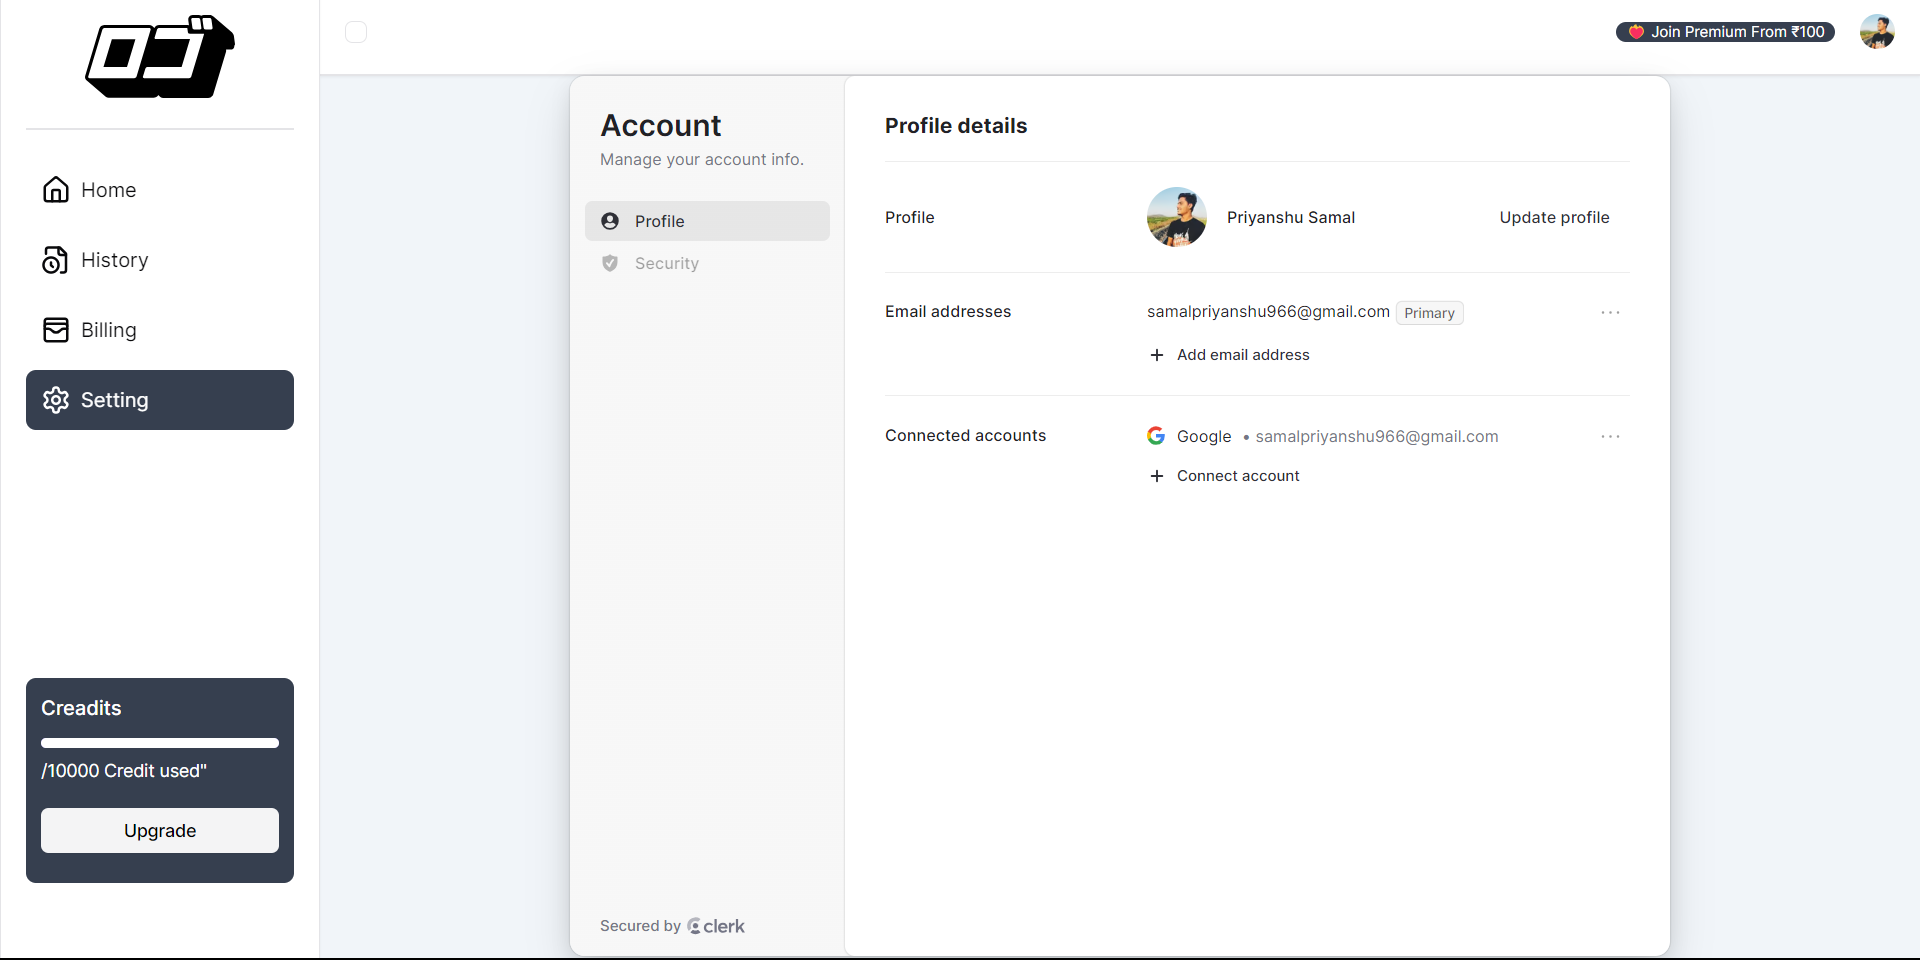 Join Premium From ₹100
Home
History
Billing
Setting
Creadits
/10000 Credit used"
Upgrade
Account
Manage your account info.
Profile
Security
Secured by clerk
Profile details
Profile
Priyanshu Samal
Update profile
Email addresses
samalpriyanshu966@gmail.com Primary
Add email address
Connected accounts
Google • samalpriyanshu966@gmail.com
Connect account